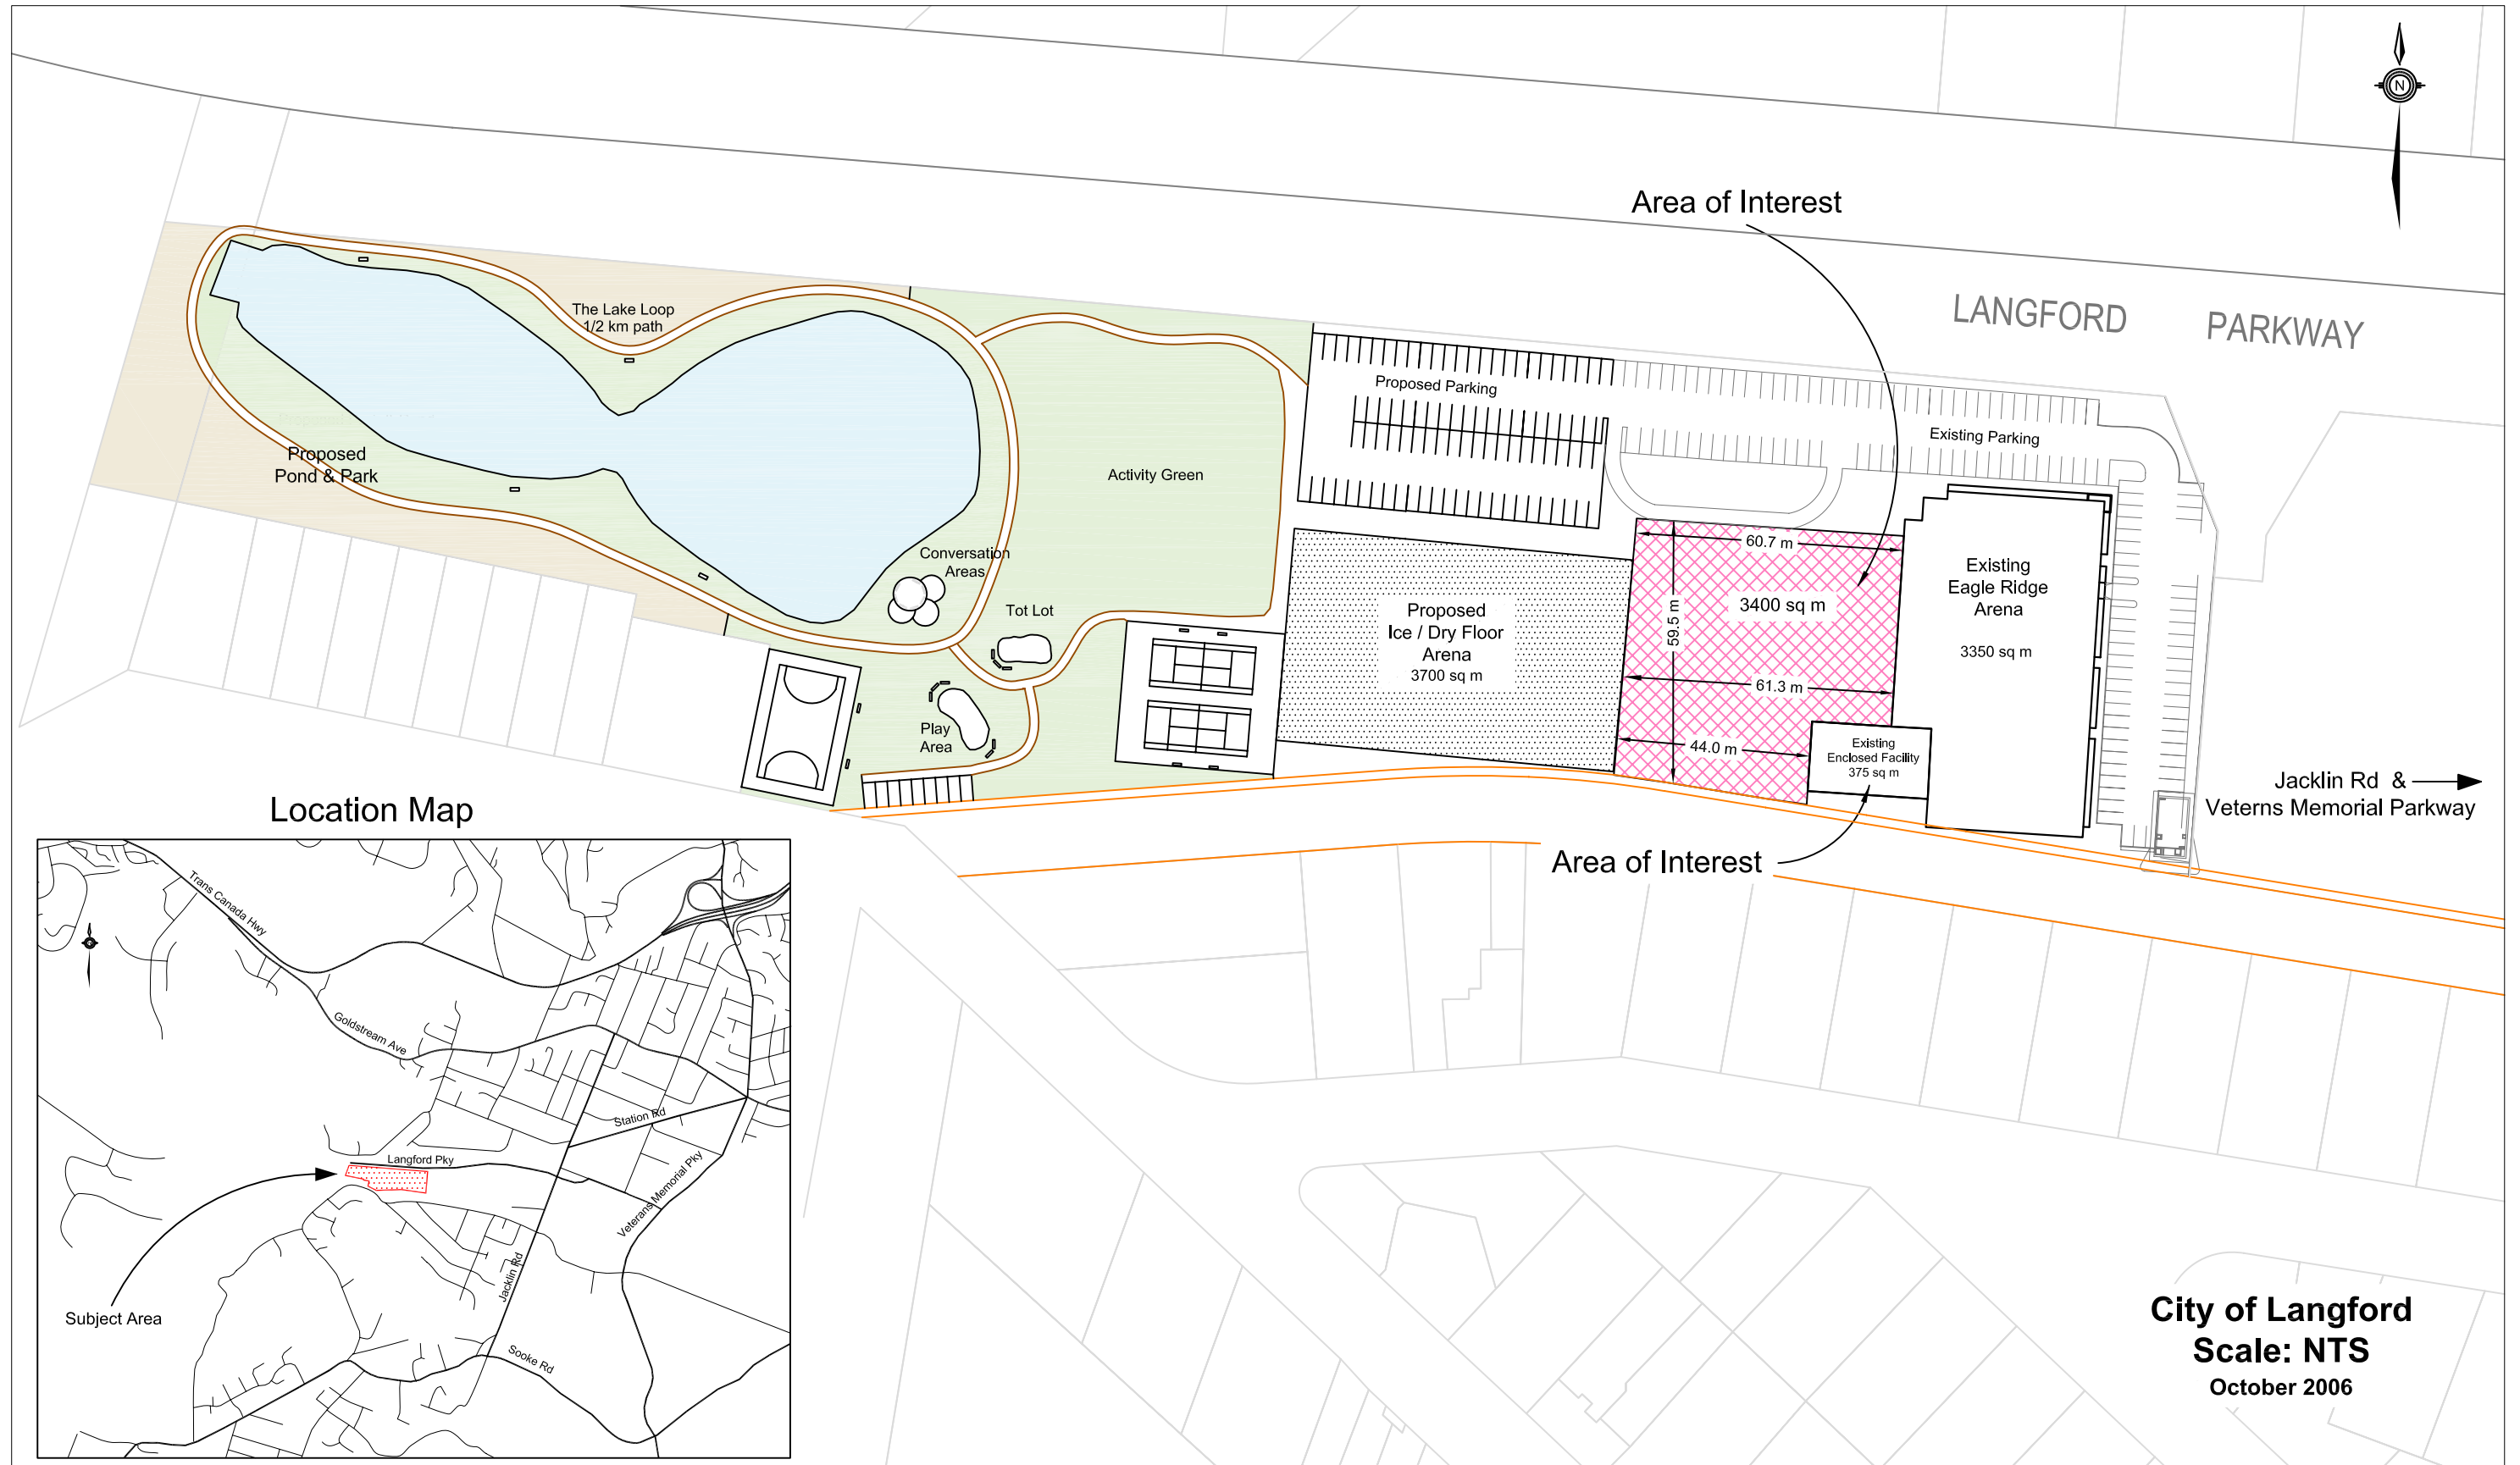 N
Area of Interest
LANGFORD PARKWAY
The Lake Loop
1/2 km path
Proposed Parking
Existing Parking
Proposed
Pond & Park
Activity Green
60.7 m
Conversation
Areas
Existing
Eagle Ridge
Arena
3350 sq m
Tot Lot
Proposed
Ice / Dry Floor
Arena
3700 sq m
59.5 m
3400 sq m
61.3 m
Play
Area
44.0 m
Existing
Enclosed Facility
375 sq m
Jacklin Rd &
Veterns Memorial Parkway
Area of Interest
Location Map
Trans Canada Hwy
Goldstream Ave
Station Rd
Langford Pky
Veterans Memorial Pky
Jacklin Rd
Subject Area
Sooke Rd
City of Langford
Scale: NTS
October 2006